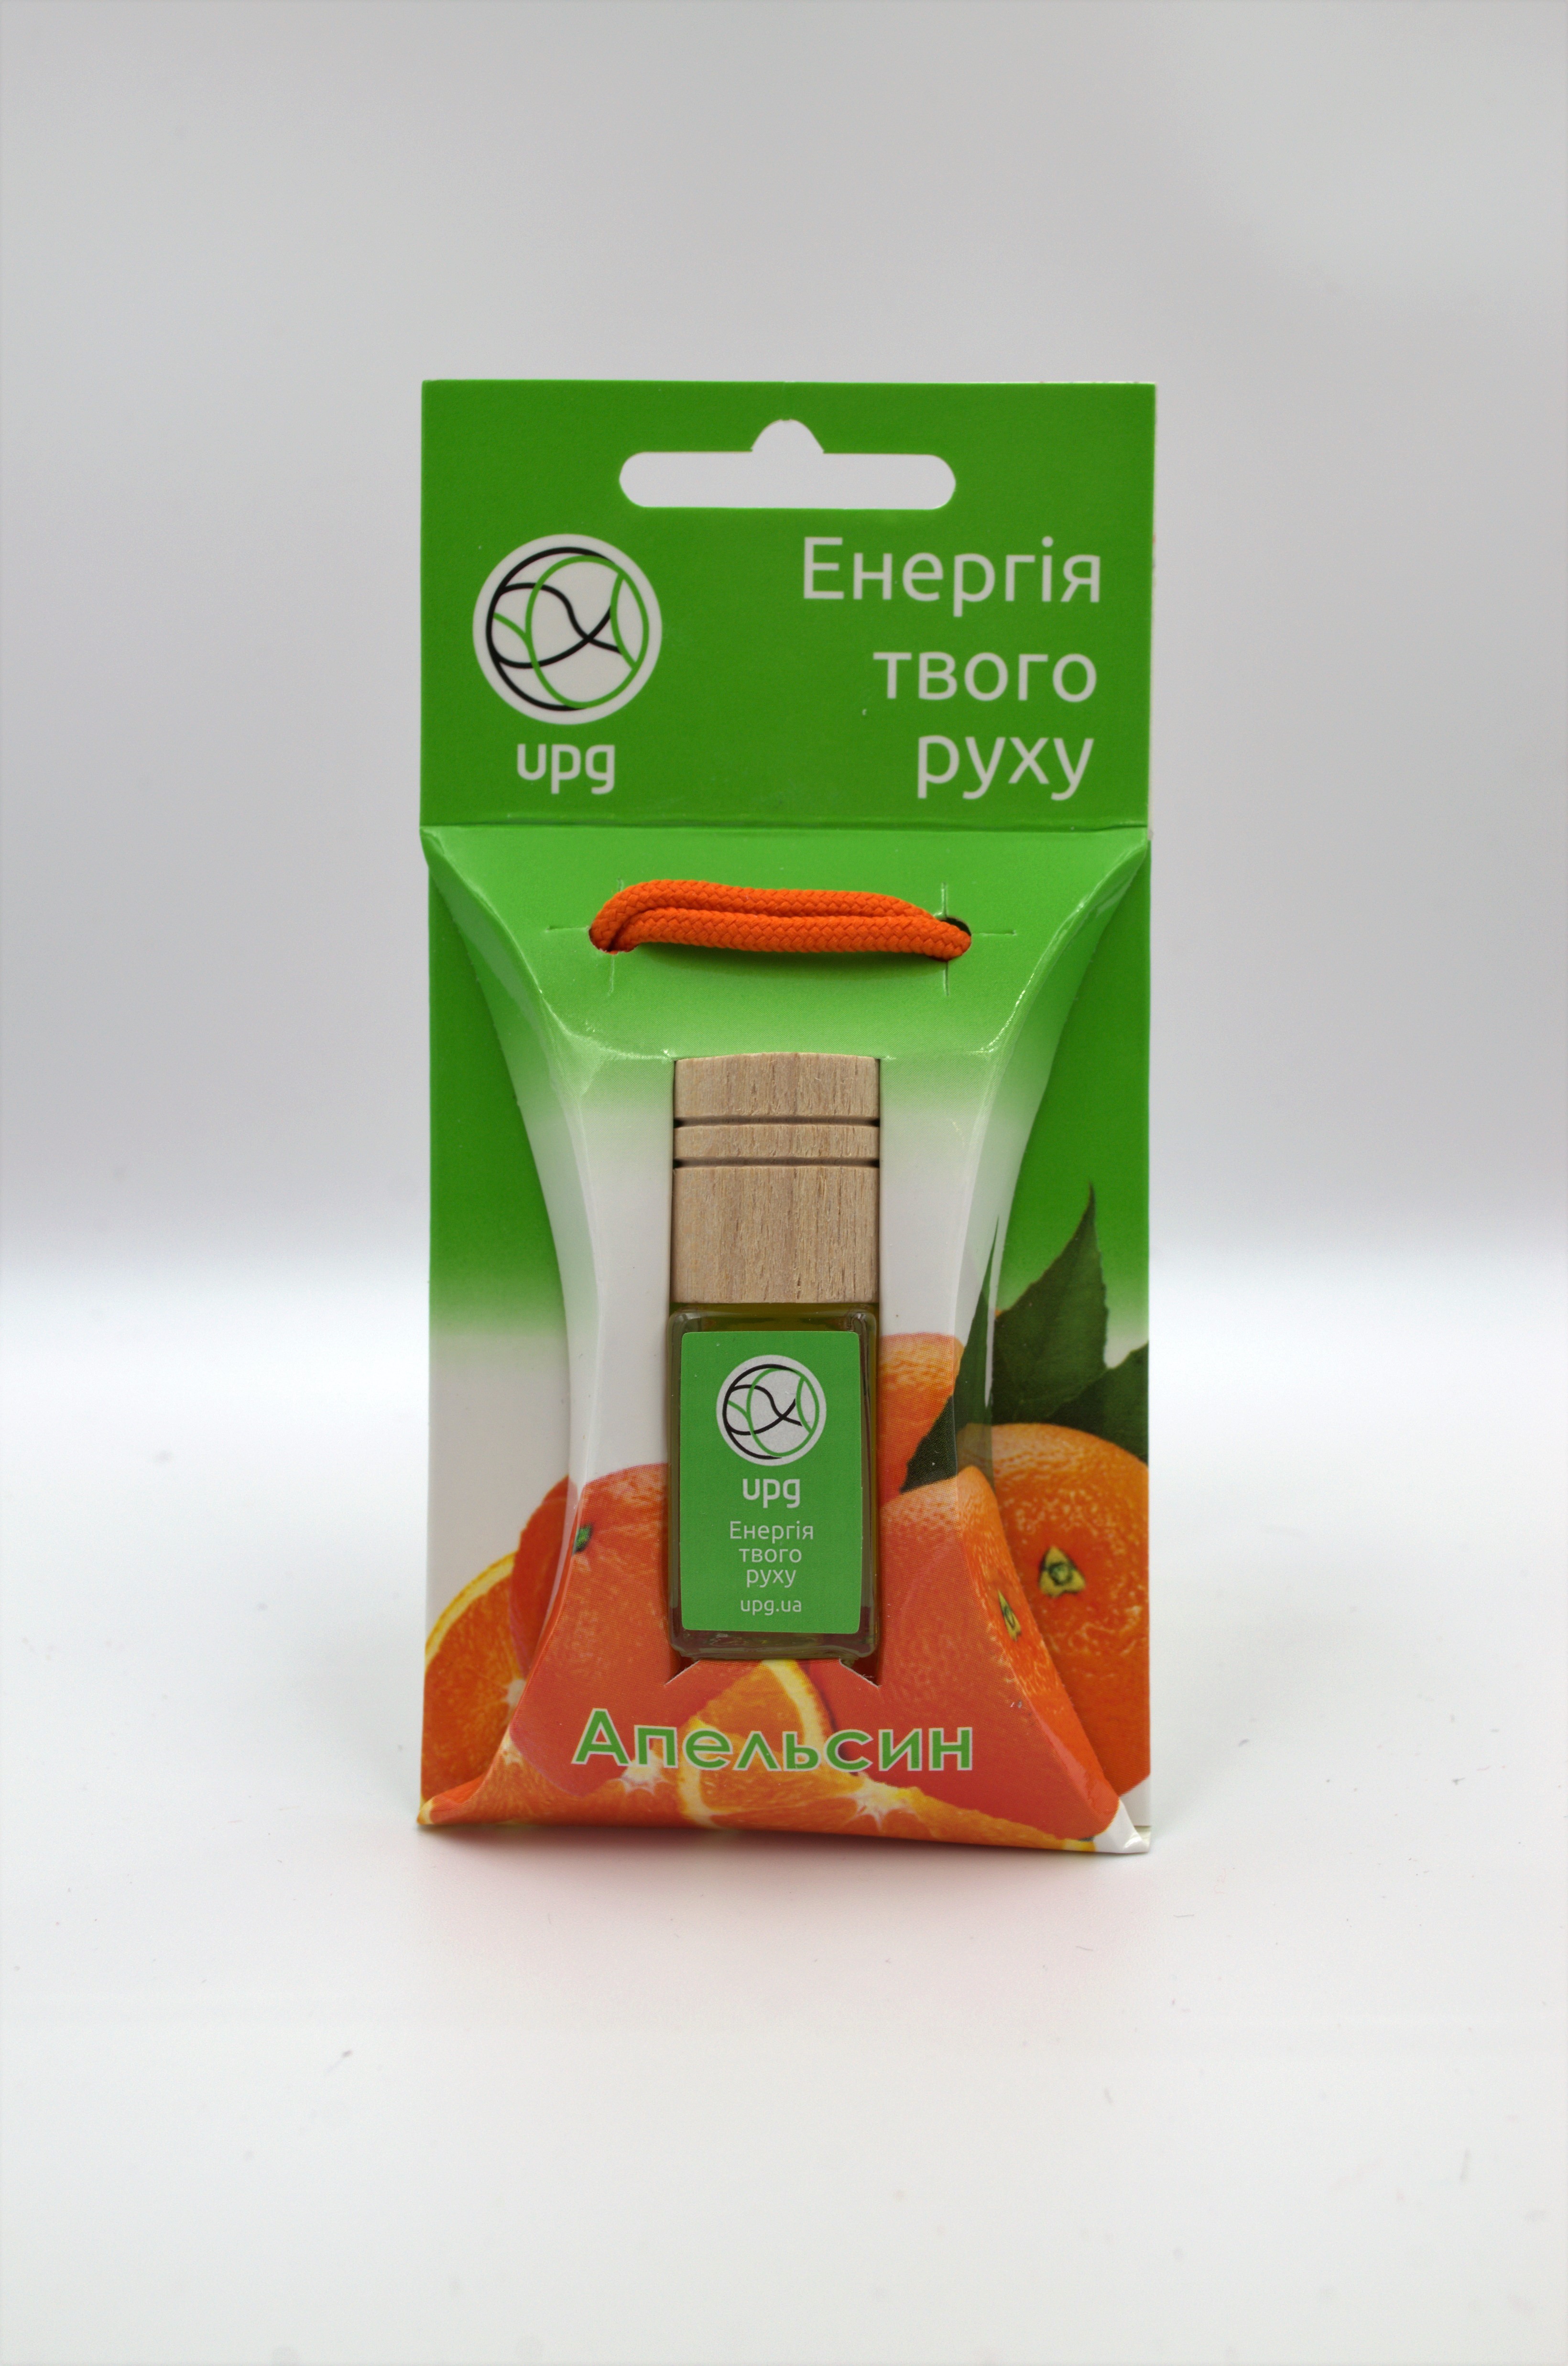 Енергія
твого
руху
upg
upg
Енергія
твого
руху
upg.ua
Апельсин